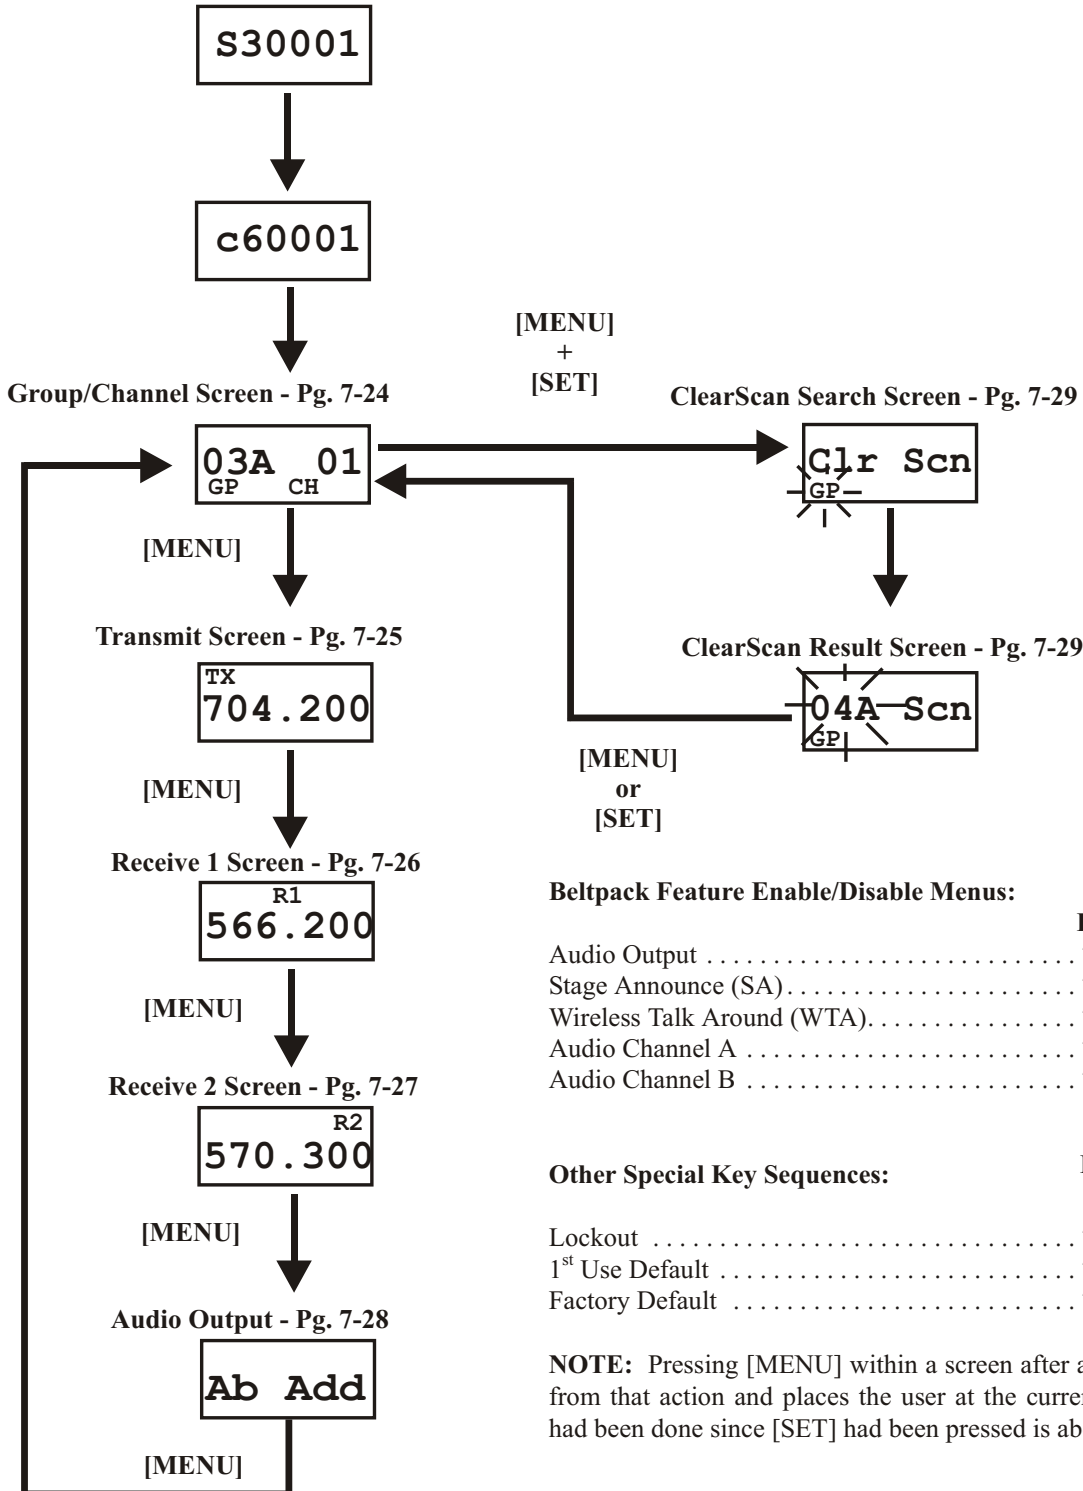 S30001
c60001
[MENU]
+
[SET]
Group/Channel Screen - Pg. 7-24
03A 01
GP CH
ClearScan Search Screen - Pg. 7-29
Clr Scn
GP
[MENU]
Transmit Screen - Pg. 7-25
TX
704.200
ClearScan Result Screen - Pg. 7-29
04A Scn
GP
[MENU]
or
[SET]
[MENU]
Receive 1 Screen - Pg. 7-26
R1
566.200
[MENU]
Receive 2 Screen - Pg. 7-27
R2
570.300
[MENU]
Audio Output - Pg. 7-28
Ab Add
[MENU]
Beltpack Feature Enable/Disable Menus:
Audio Output . . . . . . . . . . . . . . . . . . . . . . . . . . . .
Stage Announce (SA) . . . . . . . . . . . . . . . . . . . . . .
Wireless Talk Around (WTA). . . . . . . . . . . . . . . .
Audio Channel A . . . . . . . . . . . . . . . . . . . . . . . . .
Audio Channel B . . . . . . . . . . . . . . . . . . . . . . . . .
Other Special Key Sequences:
Lockout . . . . . . . . . . . . . . . . . . . . . . . . . . . . . . . .
1st Use Default . . . . . . . . . . . . . . . . . . . . . . . . . . .
Factory Default . . . . . . . . . . . . . . . . . . . . . . . . . .
NOTE: Pressing [MENU] within a screen after
from that action and places the user at the
had been done since [SET] had been pressed is